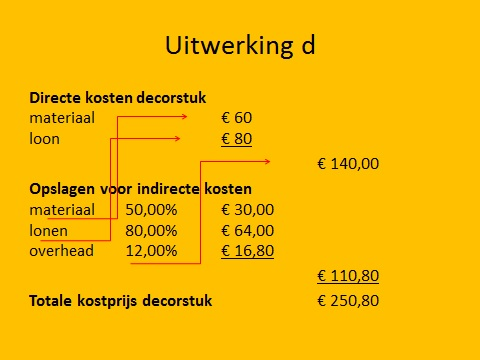 Uitwerking d
Directe kosten decorstuk
materiaal € 60
loon € 80
€ 140,00
Opslagen voor indirecte kosten
materiaal 50,00% € 30,00
lonen 80,00% € 64,00
overhead 12,00% € 16,80
€ 110,80
Totale kostprijs decorstuk € 250,80